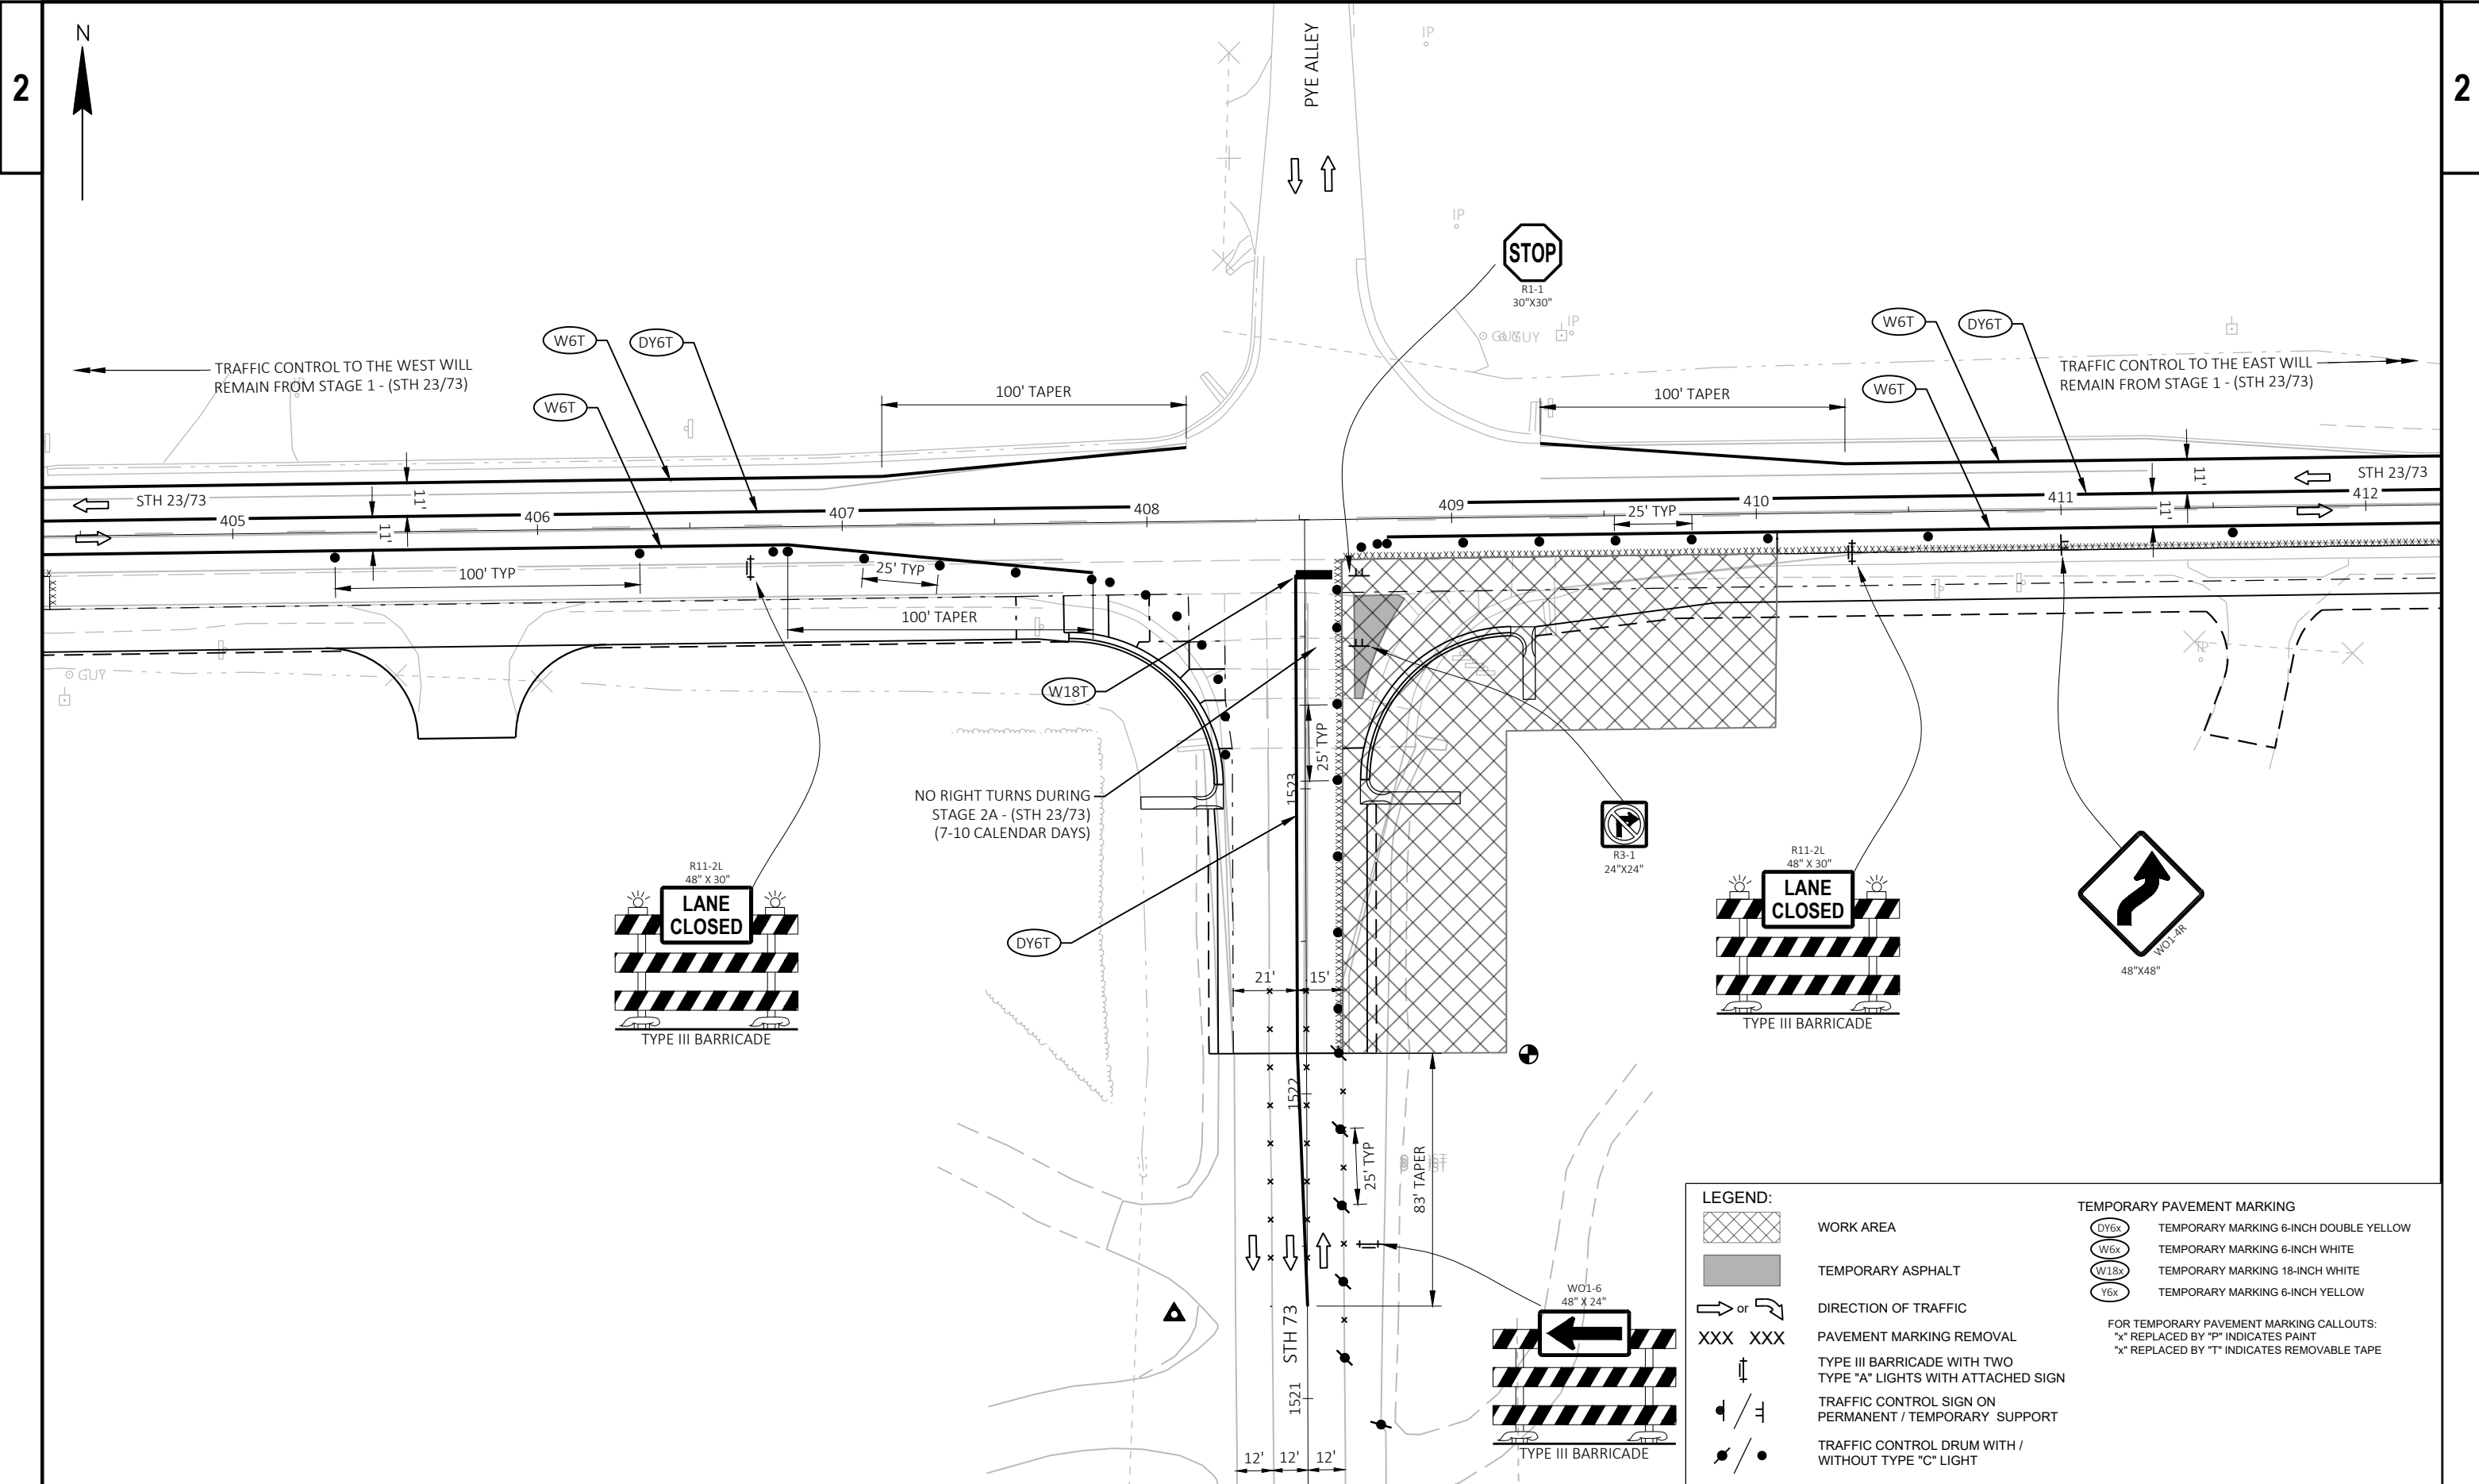 2
2
N
PYE ALLEY
IP
IP
STOP
R1-1
30"X30"
GUY
GUY
IP
W6T
DY6T
W6T
DY6T
TRAFFIC CONTROL TO THE WEST WILL
REMAIN FROM STAGE 1 - (STH 23/73)
TRAFFIC CONTROL TO THE EAST WILL
REMAIN FROM STAGE 1 - (STH 23/73)
W6T
W6T
100' TAPER
100' TAPER
STH 23/73
11'
11'
STH 23/73
11'
11'
405
406
407
408
409
410
411
412
25' TYP
100' TYP
25' TYP
100' TAPER
GUY
IP
W18T
25' TYP
1523
NO RIGHT TURNS DURING
STAGE 2A - (STH 23/73)
(7-10 CALENDAR DAYS)
R3-1
24"X24"
R11-2L
48" X 30"
LANE
CLOSED
TYPE III BARRICADE
R11-2L
48" X 30"
LANE
CLOSED
TYPE III BARRICADE
WO1-4R
48"X48"
DY6T
21'
15'
1522
25' TYP
83' TAPER
STH 73
1521
12'
12'
12'
WO1-6
48" X 24"
TYPE III BARRICADE
LEGEND:
WORK AREA
TEMPORARY ASPHALT
or
DIRECTION OF TRAFFIC
XXX XXX
PAVEMENT MARKING REMOVAL
TYPE III BARRICADE WITH TWO
TYPE "A" LIGHTS WITH ATTACHED SIGN
TRAFFIC CONTROL SIGN ON
PERMANENT / TEMPORARY SUPPORT
TRAFFIC CONTROL DRUM WITH /
WITHOUT TYPE "C" LIGHT
TEMPORARY PAVEMENT MARKING
DY6x TEMPORARY MARKING 6-INCH DOUBLE YELLOW
W6x TEMPORARY MARKING 6-INCH WHITE
W18x TEMPORARY MARKING 18-INCH WHITE
Y6x TEMPORARY MARKING 6-INCH YELLOW
FOR TEMPORARY PAVEMENT MARKING CALLOUTS:
"x" REPLACED BY "P" INDICATES PAINT
"x" REPLACED BY "T" INDICATES REMOVABLE TAPE